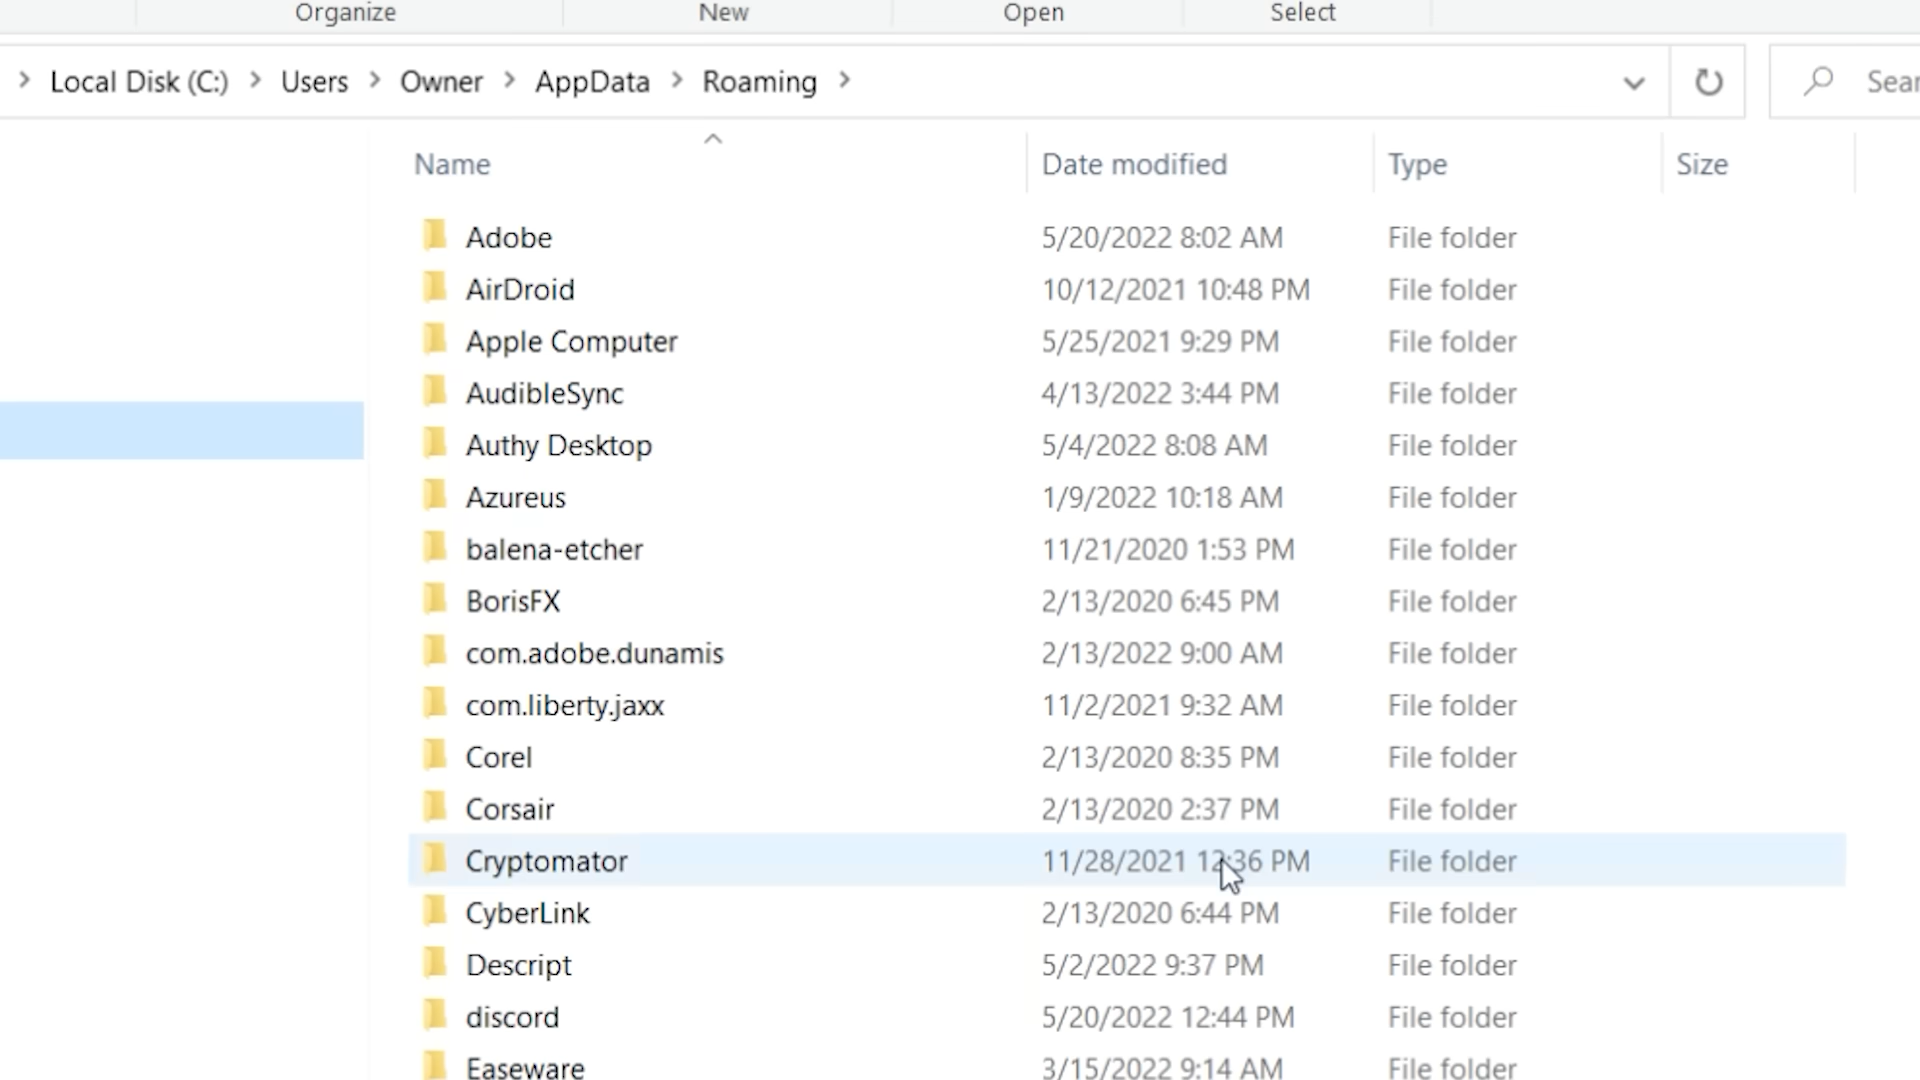 Organize New Open Select
Local Disk (C:) > Users > Owner > AppData > Roaming >
Name Date modified Type Size
Adobe 5/20/2022 8:02 AM File folder
AirDroid 10/12/2021 10:48 PM File folder
Apple Computer 5/25/2021 9:29 PM File folder
AudibleSync 4/13/2022 3:44 PM File folder
Authy Desktop 5/4/2022 8:08 AM File folder
Azureus 1/9/2022 10:18 AM File folder
balena-etcher 11/21/2020 1:53 PM File folder
BorisFX 2/13/2020 6:45 PM File folder
com.adobe.dunamis 2/13/2022 9:00 AM File folder
com.liberty.jaxx 11/2/2021 9:32 AM File folder
Corel 2/13/2020 8:35 PM File folder
Corsair 2/13/2020 2:37 PM File folder
Cryptomator 11/28/2021 12:36 PM File folder
CyberLink 2/13/2020 6:44 PM File folder
Descript 5/2/2022 9:37 PM File folder
discord 5/20/2022 12:44 PM File folder
Easeware 3/15/2022 9:14 AM File folder